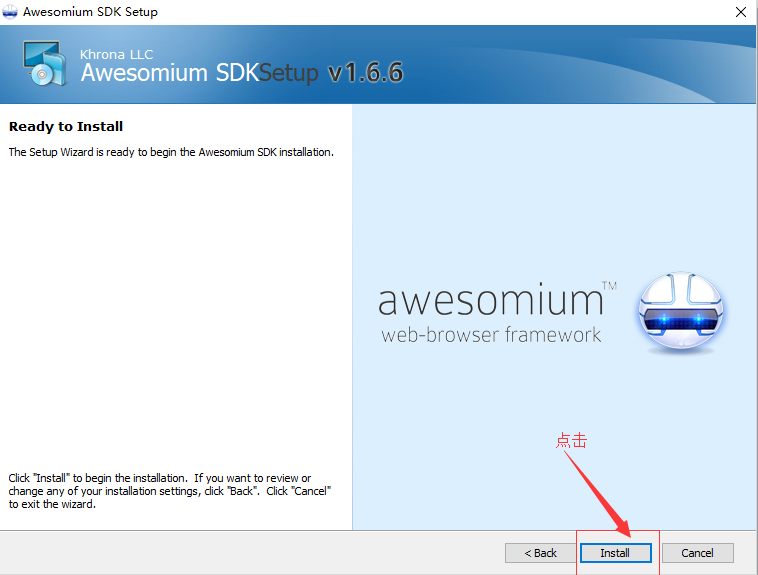 Awesomium SDK Setup
Khrona LLC
Awesomium SDKSetup v1.6.6
Ready to Install
The Setup Wizard is ready to begin the Awesomium SDK installation.
awesomium™
web-browser framework
点击
Click "Install" to begin the installation. If you want to review or
change any of your installation settings, click "Back". Click "Cancel"
to exit the wizard.
< Back
Install
Cancel